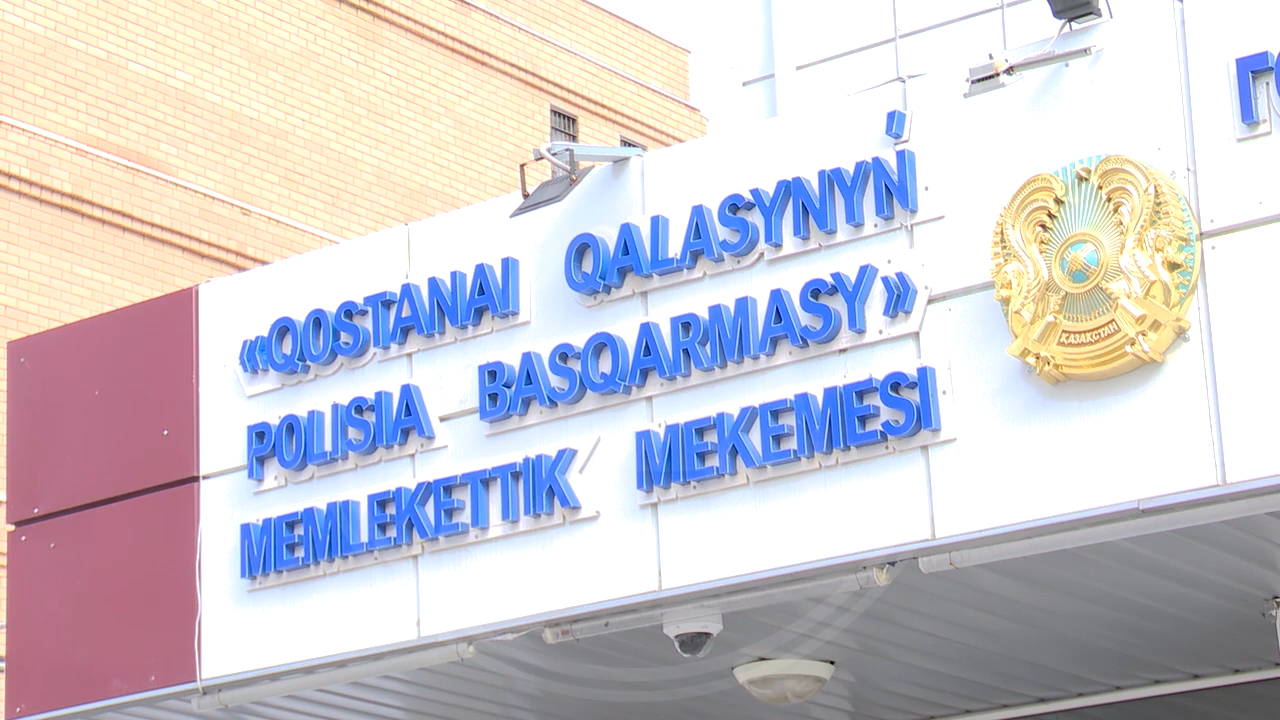 «QOSTANAI QALASYNYŃ
POLISIA BASQARMASY»
MEMLEKETTIK MEKEMESI
ҚАЗАҚСТАН